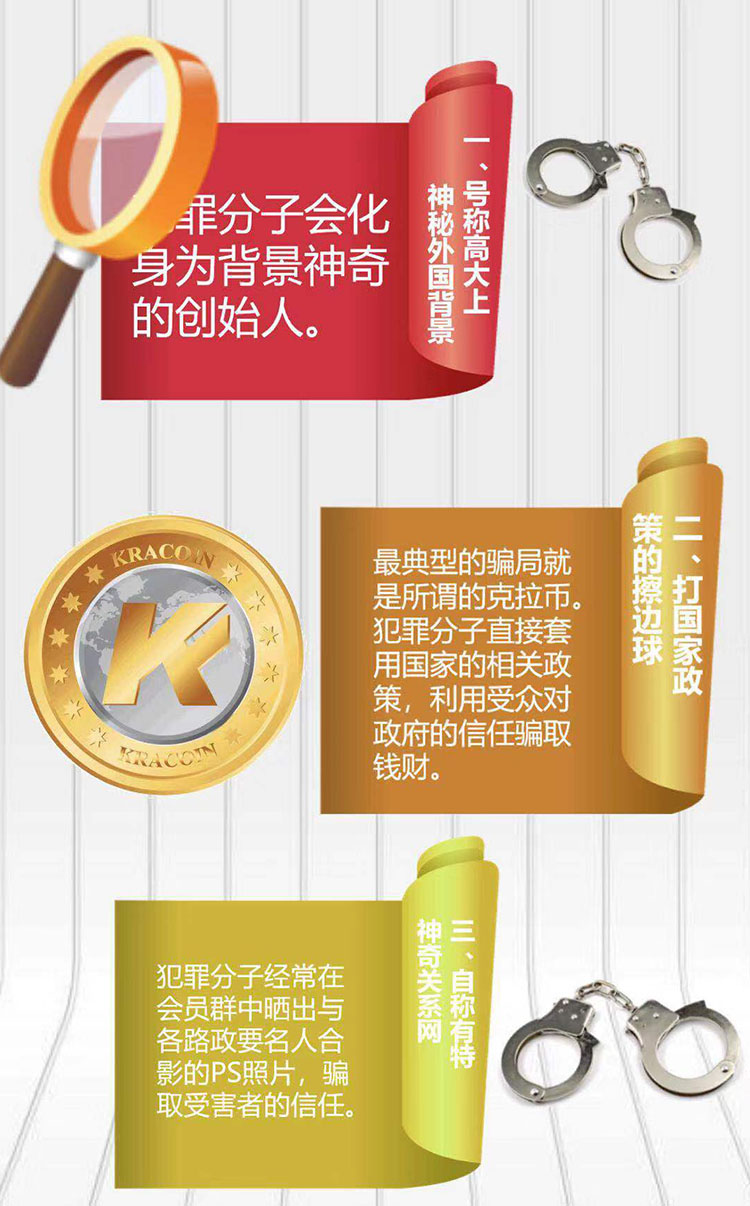 一、号称高大上
神秘外国背景
罪分子会化
身为背景神奇
的创始人。
二、打国家政
策的擦边球
最典型的骗局就
是所谓的克拉币。
犯罪分子直接套
用国家的相关政
策，利用受众对
政府的信任骗取
钱财。
KRACOIN
K
KRACOIN
三、自称有特
神奇关系网
犯罪分子经常在
会员群中晒出与
各路政要名人合
影的PS照片，骗
取受害者的信任。